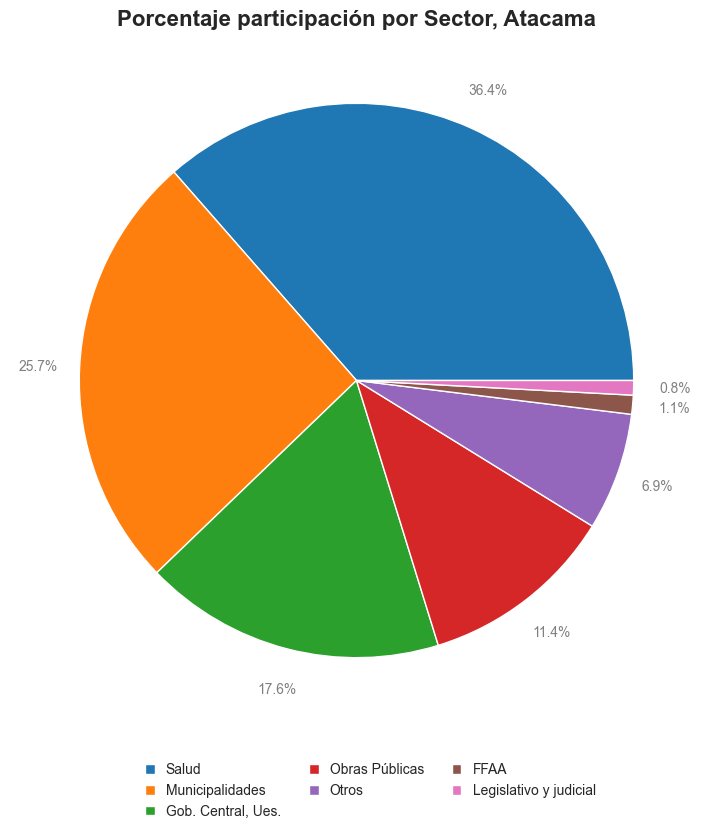 Porcentaje participación por Sector, Atacama
36.4%
25.7%
0.8%
1.1%
6.9%
11.4%
17.6%
Salud
Municipalidades
Gob. Central, Ues.
Obras Públicas
Otros
FFAA
Legislativo y judicial